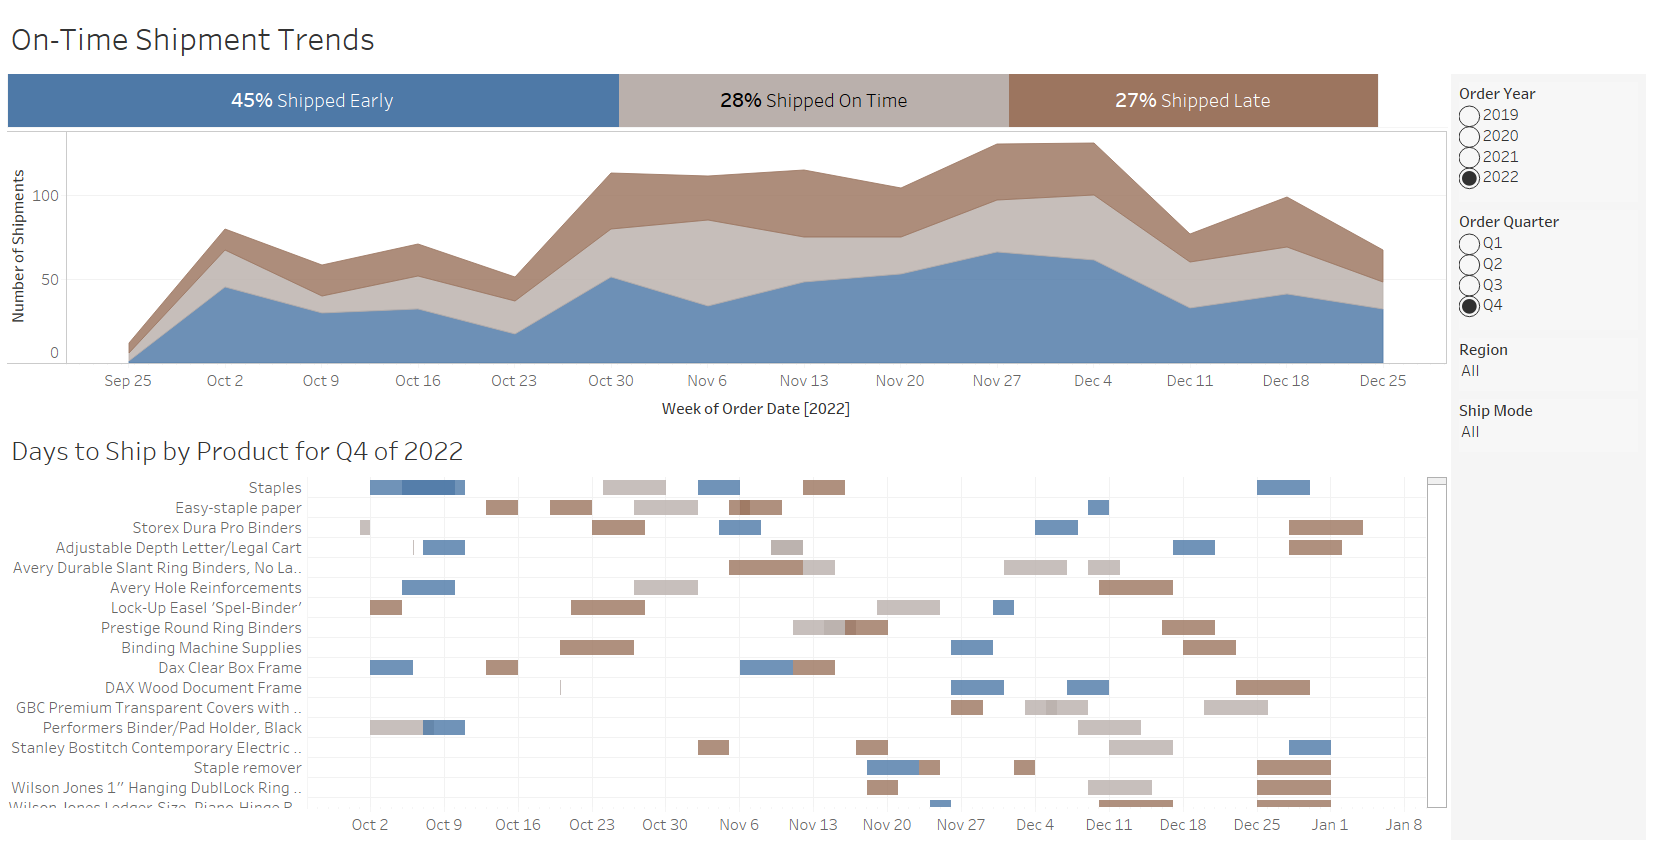 On-Time Shipment Trends
45% Shipped Early
28% Shipped On Time
27% Shipped Late
Number of Shipments
100
50
0
Sep 25 Oct 2 Oct 9 Oct 16 Oct 23 Oct 30 Nov 6 Nov 13 Nov 20 Nov 27 Dec 4 Dec 11 Dec 18 Dec 25
Week of Order Date [2022]
Order Year
2019
2020
2021
2022
Order Quarter
Q1
Q2
Q3
Q4
Region
All
Ship Mode
All
Days to Ship by Product for Q4 of 2022
Staples
Easy-staple paper
Storex Dura Pro Binders
Adjustable Depth Letter/Legal Cart
Avery Durable Slant Ring Binders, No La..
Avery Hole Reinforcements
Lock-Up Easel 'Spel-Binder'
Prestige Round Ring Binders
Binding Machine Supplies
Dax Clear Box Frame
DAX Wood Document Frame
GBC Premium Transparent Covers with ..
Performers Binder/Pad Holder, Black
Stanley Bostitch Contemporary Electric ..
Staple remover
Wilson Jones 1" Hanging DublLock Ring ..
Wilson Jones Ledger-Size, Piano-Hinge B..
Oct 2 Oct 9 Oct 16 Oct 23 Oct 30 Nov 6 Nov 13 Nov 20 Nov 27 Dec 4 Dec 11 Dec 18 Dec 25 Jan 1 Jan 8